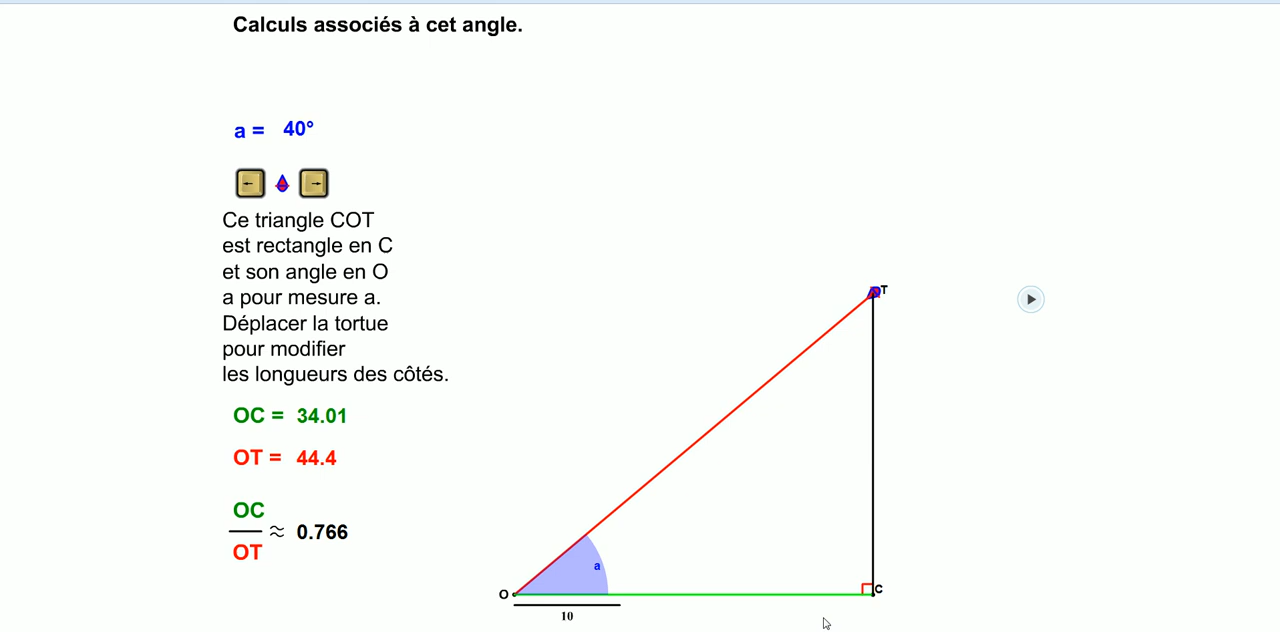 Calculs associés à cet angle.
a = 40°
Ce triangle COT
est rectangle en C
et son angle en O
a pour mesure a.
Déplacer la tortue
pour modifier
les longueurs des côtés.
OC = 34.01
OT = 44.4
OC
≈ 0.766
OT
T
a
O
C
10